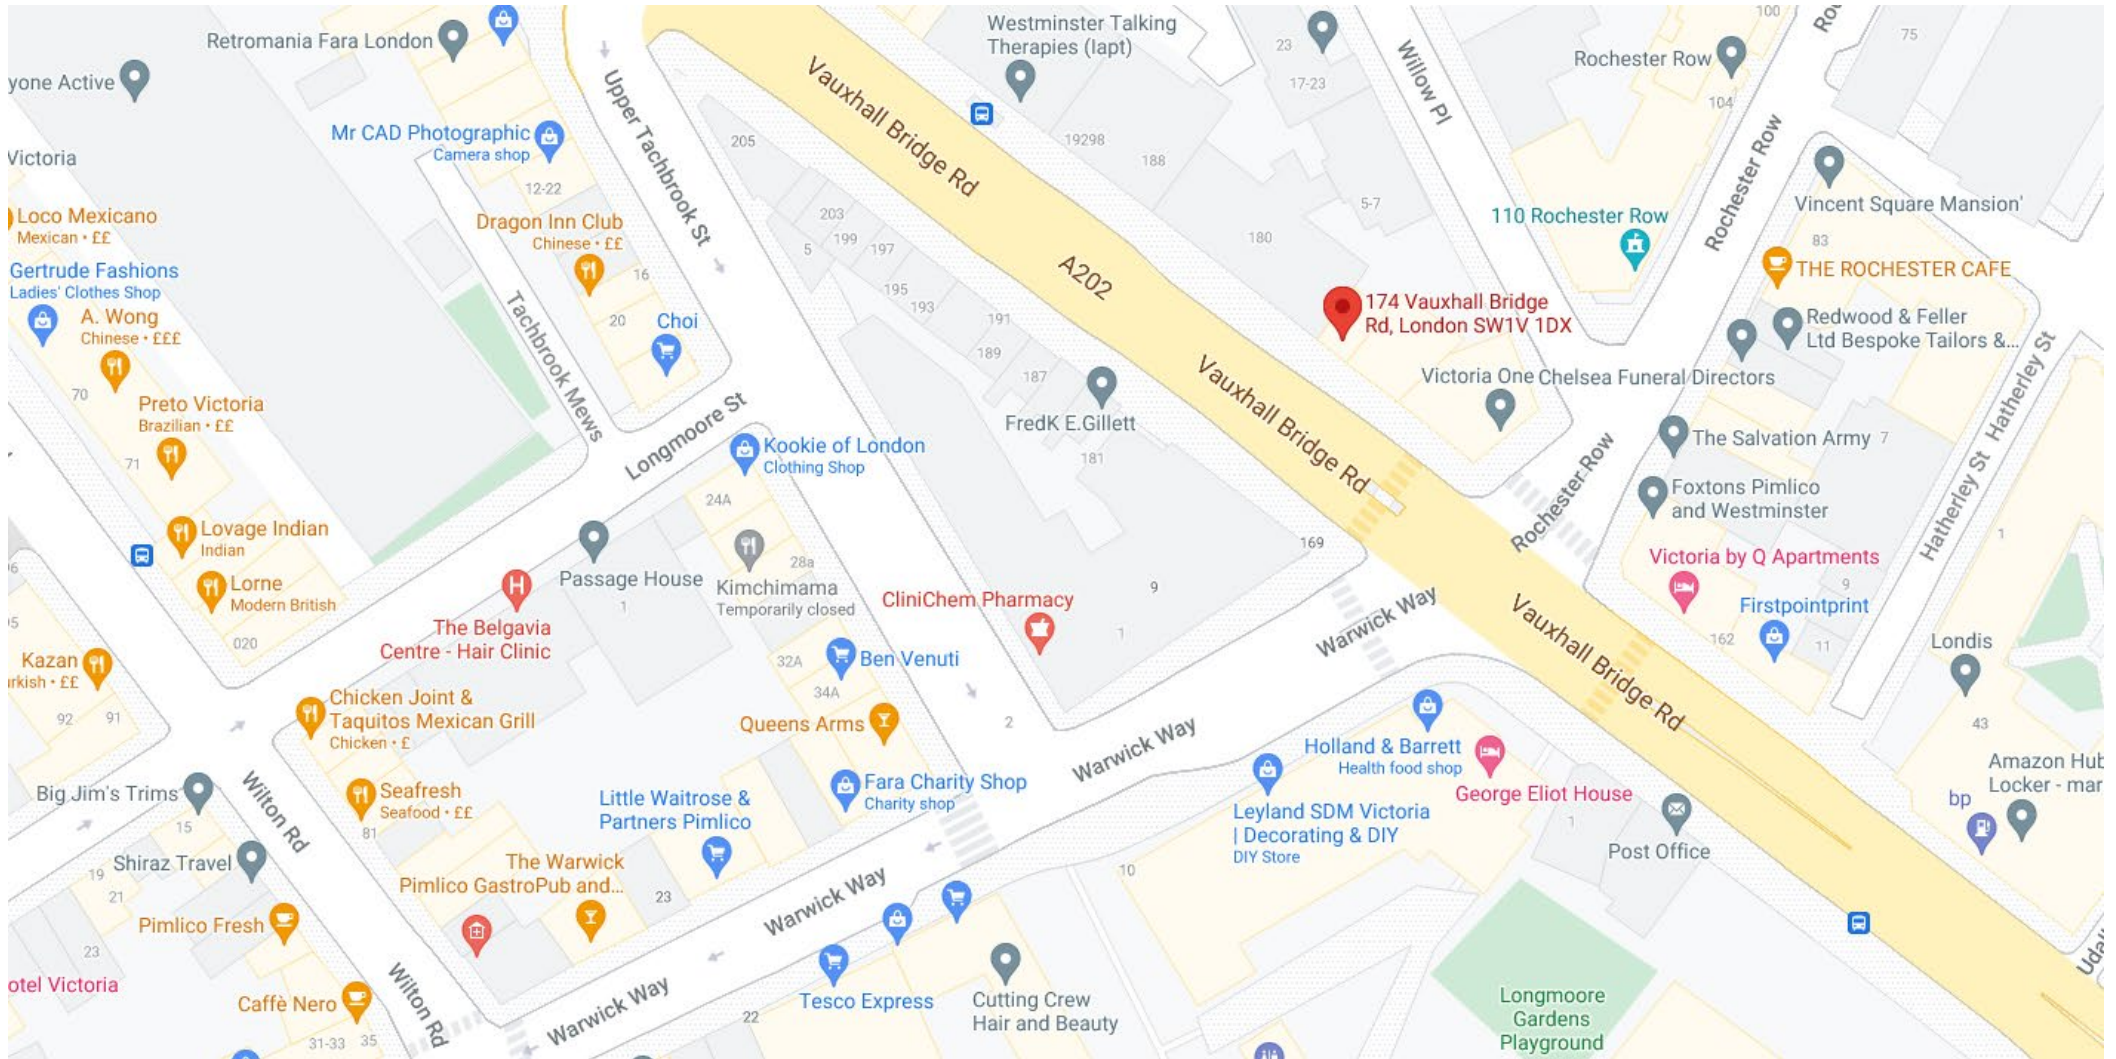 Retromania Fara London
yone Active
Mr CAD Photographic
Camera shop
12-22
Victoria
Loco Mexicano
Mexican • ££
Gertrude Fashions
Ladies' Clothes Shop
A. Wong
Chinese • £££
70
Preto Victoria
Brazilian • ££
71
Lovage Indian
Indian
Lorne
Modern British
020
Dragon Inn Club
Chinese • ££
16
20
Choi
Tachbrook Mews
Upper Tachbrook St
Longmoore St
Kookie of London
Clothing Shop
24A
Passage House
1
Kimchimama
Temporarily closed
28a
The Belgavia
Centre - Hair Clinic
32A
Ben Venuti
34A
Queens Arms
Fara Charity Shop
Charity shop
Kazan
rkish • ££
92
91
Chicken Joint &
Taquitos Mexican Grill
Chicken • £
Seafresh
Seafood • ££
81
Big Jim's Trims
15
Shiraz Travel
19
21
23
Pimlico Fresh
otel Victoria
Caffè Nero
31-33
35
Wilton Rd
Wilton Rd
Little Waitrose &
Partners Pimlico
The Warwick
Pimlico GastroPub and...
23
Warwick Way
Warwick Way
Warwick Way
Warwick Way
Tesco Express
22
Cutting Crew
Hair and Beauty
10
2
Westminster Talking
Therapies (lapt)
Vauxhall Bridge Rd
A202
Vauxhall Bridge Rd
Vauxhall Bridge Rd
205
203
199
5
197
195
193
191
189
187
FredK E.Gillett
181
169
9
1
CliniChem Pharmacy
19298
188
180
5-7
23
17-23
Willow Pl
174 Vauxhall Bridge
Rd, London SW1V 1DX
Victoria One
Chelsea Funeral Directors
110 Rochester Row
Rochester Row
100
104
75
Rochester Row
Rochester Row
Vincent Square Mansion'
83
THE ROCHESTER CAFE
Redwood & Feller
Ltd Bespoke Tailors &...
The Salvation Army
7
Foxtons Pimlico
and Westminster
Hatherley St
Hatherley St
Victoria by Q Apartments
9
1
Firstpointprint
162
11
Londis
43
Amazon Hub
Locker - mar
bp
Holland & Barrett
Health food shop
George Eliot House
Leyland SDM Victoria
| Decorating & DIY
DIY Store
1
Post Office
Longmoore
Gardens
Playground